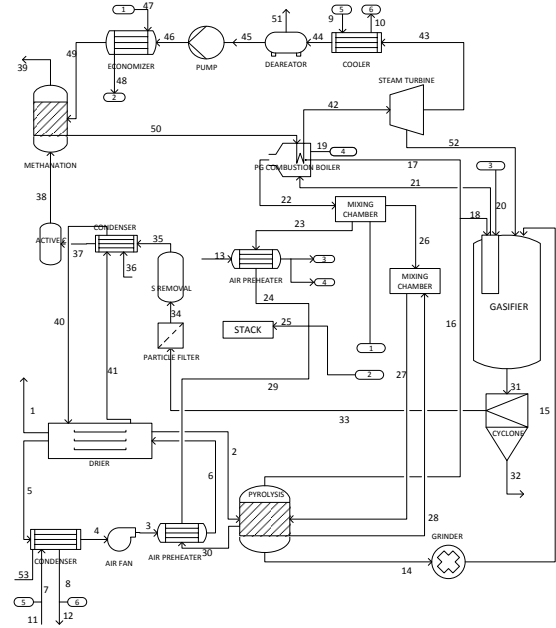 1
47
5
6
9
10
51
49
46
45
44
43
ECONOMIZER
PUMP
DEAREATOR
COOLER
39
48
2
STEAM TURBINE
42
50
19
4
52
METHANATION
PG COMBUSTION BOILER
17
3
21
38
22
MIXING
CHAMBER
20
18
CONDENSER
23
ACTIVE C
35
26
37
13
3
36
AIR PREHEATER
4
MIXING
CHAMBER
S REMOVAL
24
GASIFIER
34
40
STACK
25
16
PARTICLE FILTER
1
41
2
27
29
31
1
33
15
CYCLONE
DRIER
2
6
32
5
PYROLYSIS
4
3
28
CONDENSER
AIR FAN
AIR PREHEATER
30
GRINDER
53
14
7
8
5
6
11
12